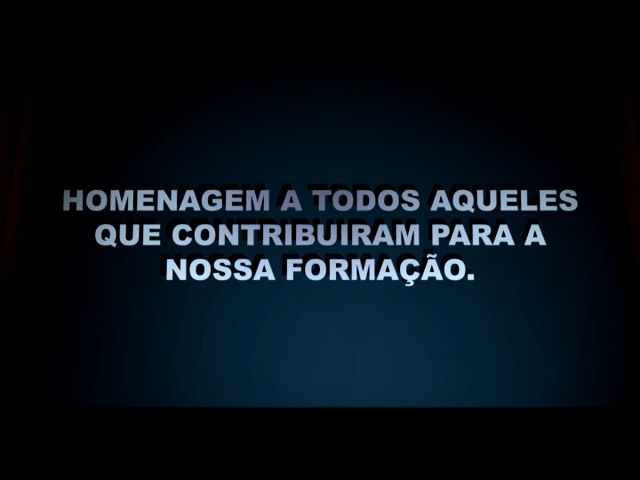 HOMENAGEM A TODOS AQUELES
QUE CONTRIBUIRAM PARA A
NOSSA FORMAÇÃO.